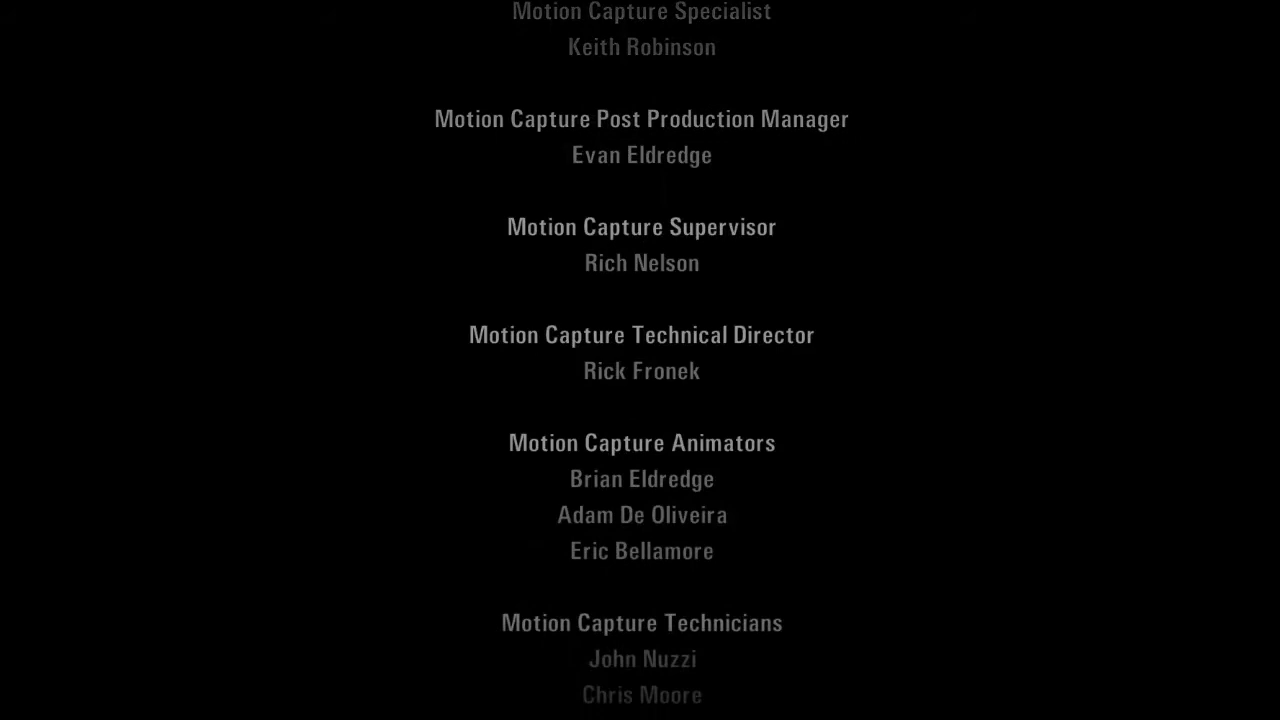 Motion Capture Specialist
Keith Robinson
Motion Capture Post Production Manager
Evan Eldredge
Motion Capture Supervisor
Rich Nelson
Motion Capture Technical Director
Rick Fronek
Motion Capture Animators
Brian Eldredge
Adam De Oliveira
Eric Bellamore
Motion Capture Technicians
John Nuzzi
Chris Moore